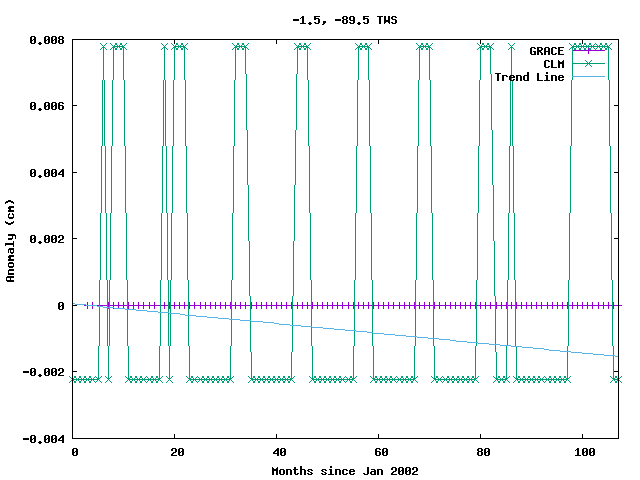 -1.5, -89.5 TWS
GRACE
CLM
Trend Line
Anomaly (cm)
0.008
0.006
0.004
0.002
0
-0.002
-0.004
0 20 40 60 80 100
Months since Jan 2002